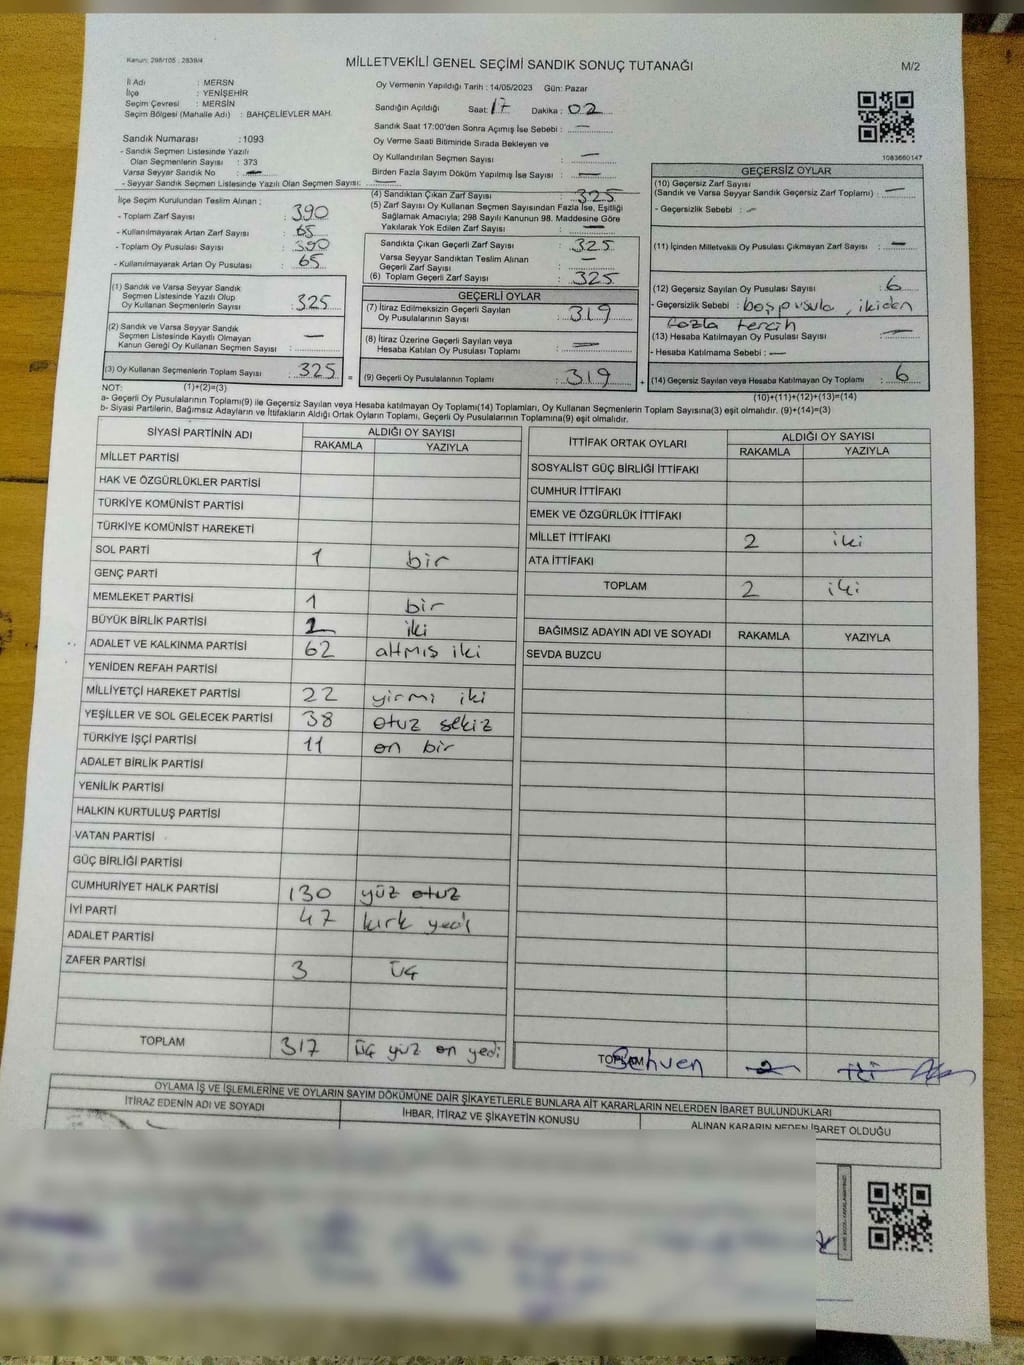 Kanun: 298/105 , 2839/4
MİLLETVEKİLİ GENEL SEÇİMİ SANDIK SONUÇ TUTANAĞI
M/2
İl Adı : MERSN
İlçe : YENİŞEHİR
Seçim Çevresi : MERSİN
Seçim Bölgesi (Mahalle Adı) : BAHÇELİEVLER MAH.
Sandık Numarası : 1093
- Sandık Seçmen Listesinde Yazılı
Olan Seçmenlerin Sayısı : 373
Varsa Seyyar Sandık No : —
- Seyyar Sandık Seçmen Listesinde Yazılı Olan Seçmen Sayısı: —
İlçe Seçim Kurulundan Teslim Alınan ;
- Toplam Zarf Sayısı : 390
- Kullanılmayarak Artan Zarf Sayısı : 65
- Toplam Oy Pusulası Sayısı : 390
- Kullanılmayarak Artan Oy Pusulası : 65
(1) Sandık ve Varsa Seyyar Sandık
Seçmen Listesinde Yazılı Olup
Oy Kullanan Seçmenlerin Sayısı : 325
(2) Sandık ve Varsa Seyyar Sandık
Seçmen Listesinde Kayıtlı Olmayan
Kanun Gereği Oy Kullanan Seçmen Sayısı : —
(3) Oy Kullanan Seçmenlerin Toplam Sayısı : 325 =
Oy Vermenin Yapıldığı Tarih : 14/05/2023 Gün: Pazar
Sandığın Açıldığı Saat: 17 Dakika : 02
Sandık Saat 17:00'den Sonra Açımış İse Sebebi : —
Oy Verme Saati Bitiminde Sırada Bekleyen ve
Oy Kullandırılan Seçmen Sayısı : —
Birden Fazla Sayım Döküm Yapılmış İse Sayısı : —
(4) Sandıktan Çıkan Zarf Sayısı : 325
(5) Zarf Sayısı Oy Kullanan Seçmen Sayısından Fazla İse, Eşitliği
Sağlamak Amacıyla; 298 Sayılı Kanunun 98. Maddesine Göre
Yakılarak Yok Edilen Zarf Sayısı : —
Sandıkta Çıkan Geçerli Zarf Sayısı : 325
Varsa Seyyar Sandıktan Teslim Alınan
Geçerli Zarf Sayısı : —
(6) Toplam Geçerli Zarf Sayısı : 325
GEÇERLİ OYLAR
(7) İtiraz Edilmeksizin Geçerli Sayılan
Oy Pusulalarının Sayısı : 319
(8) İtiraz Üzerine Geçerli Sayılan veya
Hesaba Katılan Oy Pusulası Toplamı : —
(9) Geçerli Oy Pusulalarının Toplamı : 319 +
1083660147
GEÇERSİZ OYLAR
(10) Geçersiz Zarf Sayısı
(Sandık ve Varsa Seyyar Sandık Geçersiz Zarf Toplamı) : —
- Geçersizlik Sebebi : —
(11) İçinden Milletvekili Oy Pusulası Çıkmayan Zarf Sayısı : —
(12) Geçersiz Sayılan Oy Pusulası Sayısı : 6
- Geçersizlik Sebebi : boş pusula, ikiden
fazla tercih
(13) Hesaba Katılmayan Oy Pusulası Sayısı : —
- Hesaba Katılmama Sebebi : —
(14) Geçersiz Sayılan veya Hesaba Katılmayan Oy Toplamı : 6
NOT: (1)+(2)=(3) (10)+(11)+(12)+(13)=(14)
a- Geçerli Oy Pusulaları Toplamı(9) ile Geçersiz Sayılan veya Hesaba katılmayan Oy Toplamı(14) Toplamları, Oy Kullanan Seçmenlerin Toplam Sayısına(3) eşit olmalıdır. (9)+(14)=(3)
b- Siyasi Partilerin, Bağımsız Adayların ve İttifakların Aldığı Ortak Oyların Toplamı, Geçerli Oy Pusulalarının Toplamına(9) eşit olmalıdır.
SİYASİ PARTİNİN ADI ALDIĞI OY SAYISI
RAKAMLA YAZIYLA
MİLLET PARTİSİ
HAK VE ÖZGÜRLÜKLER PARTİSİ
TÜRKİYE KOMÜNİST PARTİSİ
TÜRKİYE KOMÜNİST HAREKETİ
SOL PARTİ 1 bir
GENÇ PARTİ
MEMLEKET PARTİSİ 1 bir
BÜYÜK BİRLİK PARTİSİ 2 iki
ADALET VE KALKINMA PARTİSİ 62 altmış iki
YENİDEN REFAH PARTİSİ
MİLLİYETÇİ HAREKET PARTİSİ 22 yirmi iki
YEŞİLLER VE SOL GELECEK PARTİSİ 38 otuz sekiz
TÜRKİYE İŞÇİ PARTİSİ 11 on bir
ADALET BİRLİK PARTİSİ
YENİLİK PARTİSİ
HALKIN KURTULUŞ PARTİSİ
VATAN PARTİSİ
GÜÇ BİRLİĞİ PARTİSİ
CUMHURİYET HALK PARTİSİ 130 yüz otuz
İYİ PARTİ 47 kırk yedi
ADALET PARTİSİ
ZAFER PARTİSİ 3 üç
TOPLAM 317 üç yüz on yedi
İTTİFAK ORTAK OYLARI ALDIĞI OY SAYISI
RAKAMLA YAZIYLA
SOSYALİST GÜÇ BİRLİĞİ İTTİFAKI
CUMHUR İTTİFAKI
EMEK VE ÖZGÜRLÜK İTTİFAKI
MİLLET İTTİFAKI 2 iki
ATA İTTİFAKI
TOPLAM 2 iki
BAĞIMSIZ ADAYIN ADI VE SOYADI RAKAMLA YAZIYLA
SEVDA BUZCU
TOPLAM Sehven 2 iki
OYLAMA İŞ VE İŞLEMLERİNE VE OYLARIN SAYIM DÖKÜMÜNE DAİR ŞİKAYETLERLE BUNLARA AİT KARARLARIN NELERDEN İBARET BULUNDUKLARI
İTİRAZ EDENİN ADI VE SOYADI İHBAR, İTİRAZ VE ŞİKAYETİN KONUSU ALINAN KARARIN NEDEN İBARET OLDUĞU